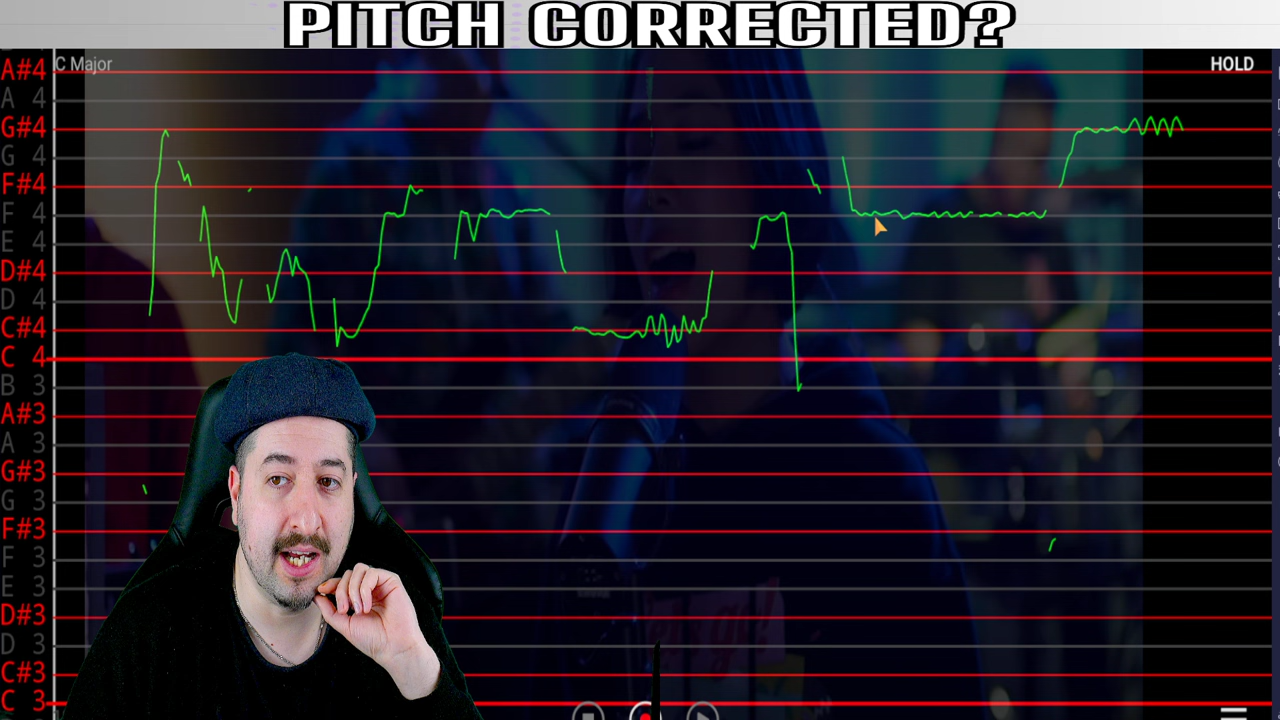 PITCH CORRECTED?
C Major
HOLD
A#4
A 4
G#4
G 4
F#4
F 4
E 4
D#4
D 4
C#4
C 4
B 3
A#3
A 3
G#3
G 3
F#3
F 3
E 3
D#3
D 3
C#3
C 3